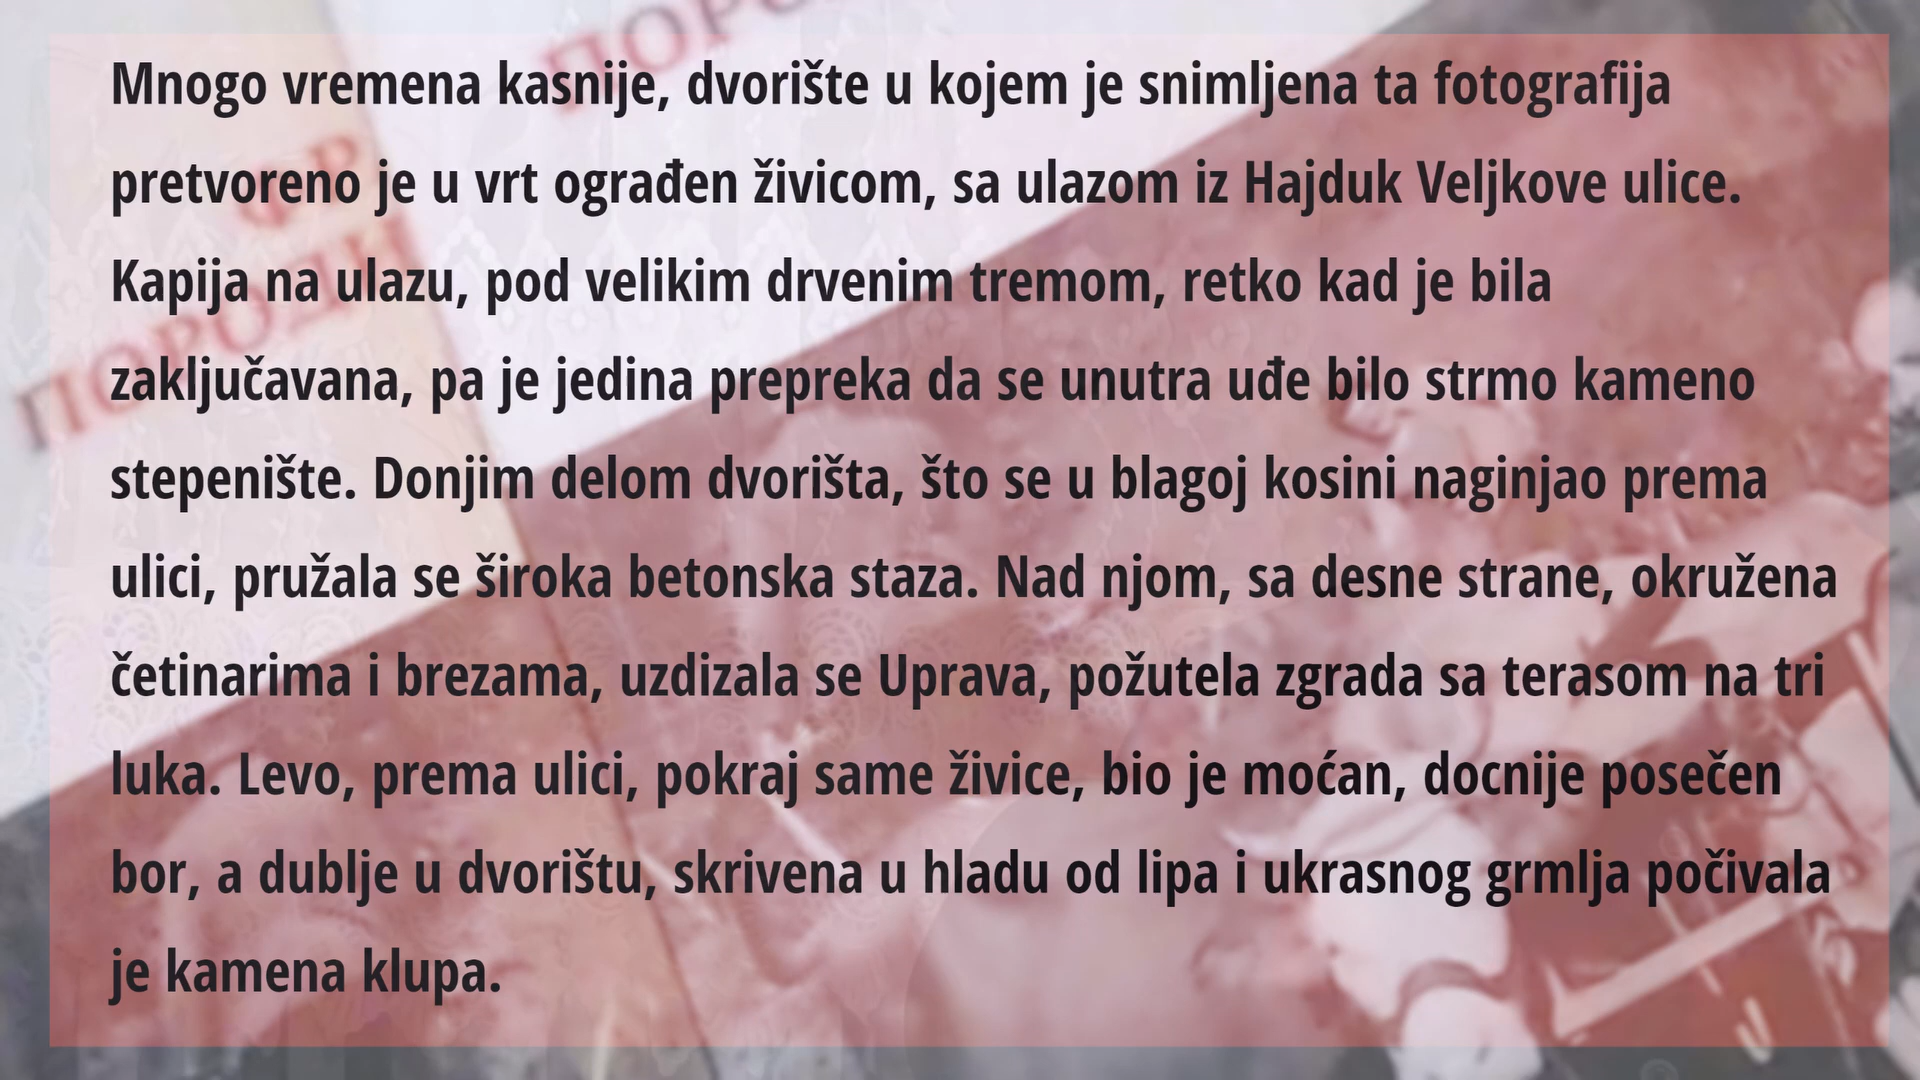 ПОРО
ФР
ПОРОДИ
Mnogo vremena kasnije, dvorište u kojem je snimljena ta fotografija
pretvoreno je u vrt ograđen živicom, sa ulazom iz Hajduk Veljkove ulice.
Kapija na ulazu, pod velikim drvenim tremom, retko kad je bila
zaključavana, pa je jedina prepreka da se unutra uđe bilo strmo kameno
stepenište. Donjim delom dvorišta, što se u blagoj kosini naginjao prema
ulici, pružala se široka betonska staza. Nad njom, sa desne strane, okružena
četinarima i brezama, uzdizala se Uprava, požutela zgrada sa terasom na tri
luka. Levo, prema ulici, pokraj same živice, bio je moćan, docnije posečen
bor, a dublje u dvorištu, skrivena u hladu od lipa i ukrasnog grmlja počivala
je kamena klupa.